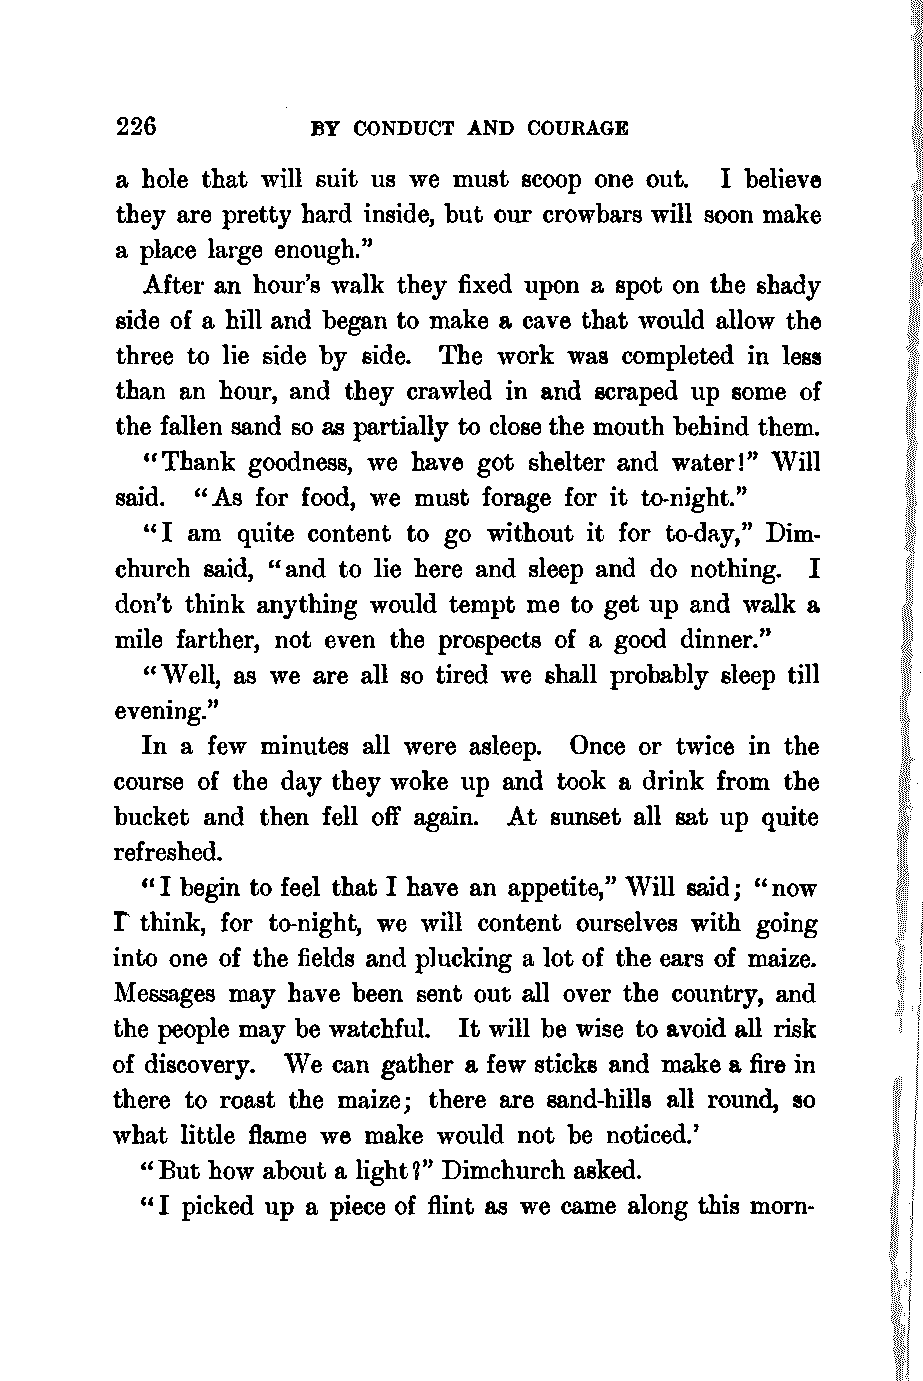 226 BY CONDUCT AND COURAGE
a hole that will suit us we must scoop one out. I believe
they are pretty hard inside, but our crowbars will soon make
a place large enough."
After an hour's walk they fixed upon a spot on the shady
side of a hill and began to make a cave that would allow the
three to lie side by side. The work was completed in less
than an hour, and they crawled in and scraped up some of
the fallen sand so as partially to close the mouth behind them.
"Thank goodness, we have got shelter and water!" Will
said. "As for food, we must forage for it to-night."
"I am quite content to go without it for to-day," Dim-
church said, "and to lie here and sleep and do nothing. I
don't think anything would tempt me to get up and walk a
mile farther, not even the prospects of a good dinner."
"Well, as we are all so tired we shall probably sleep till
evening."
In a few minutes all were asleep. Once or twice in the
course of the day they woke up and took a drink from the
bucket and then fell off again. At sunset all sat up quite
refreshed.
"I begin to feel that I have an appetite," Will said; "now
I think, for to-night, we will content ourselves with going
into one of the fields and plucking a lot of the ears of maize.
Messages may have been sent out all over the country, and
the people may be watchful. It will be wise to avoid all risk
of discovery. We can gather a few sticks and make a fire in
there to roast the maize; there are sand-hills all round, so
what little flame we make would not be noticed.'
"But how about a light?" Dimchurch asked.
"I picked up a piece of flint as we came along this morn-